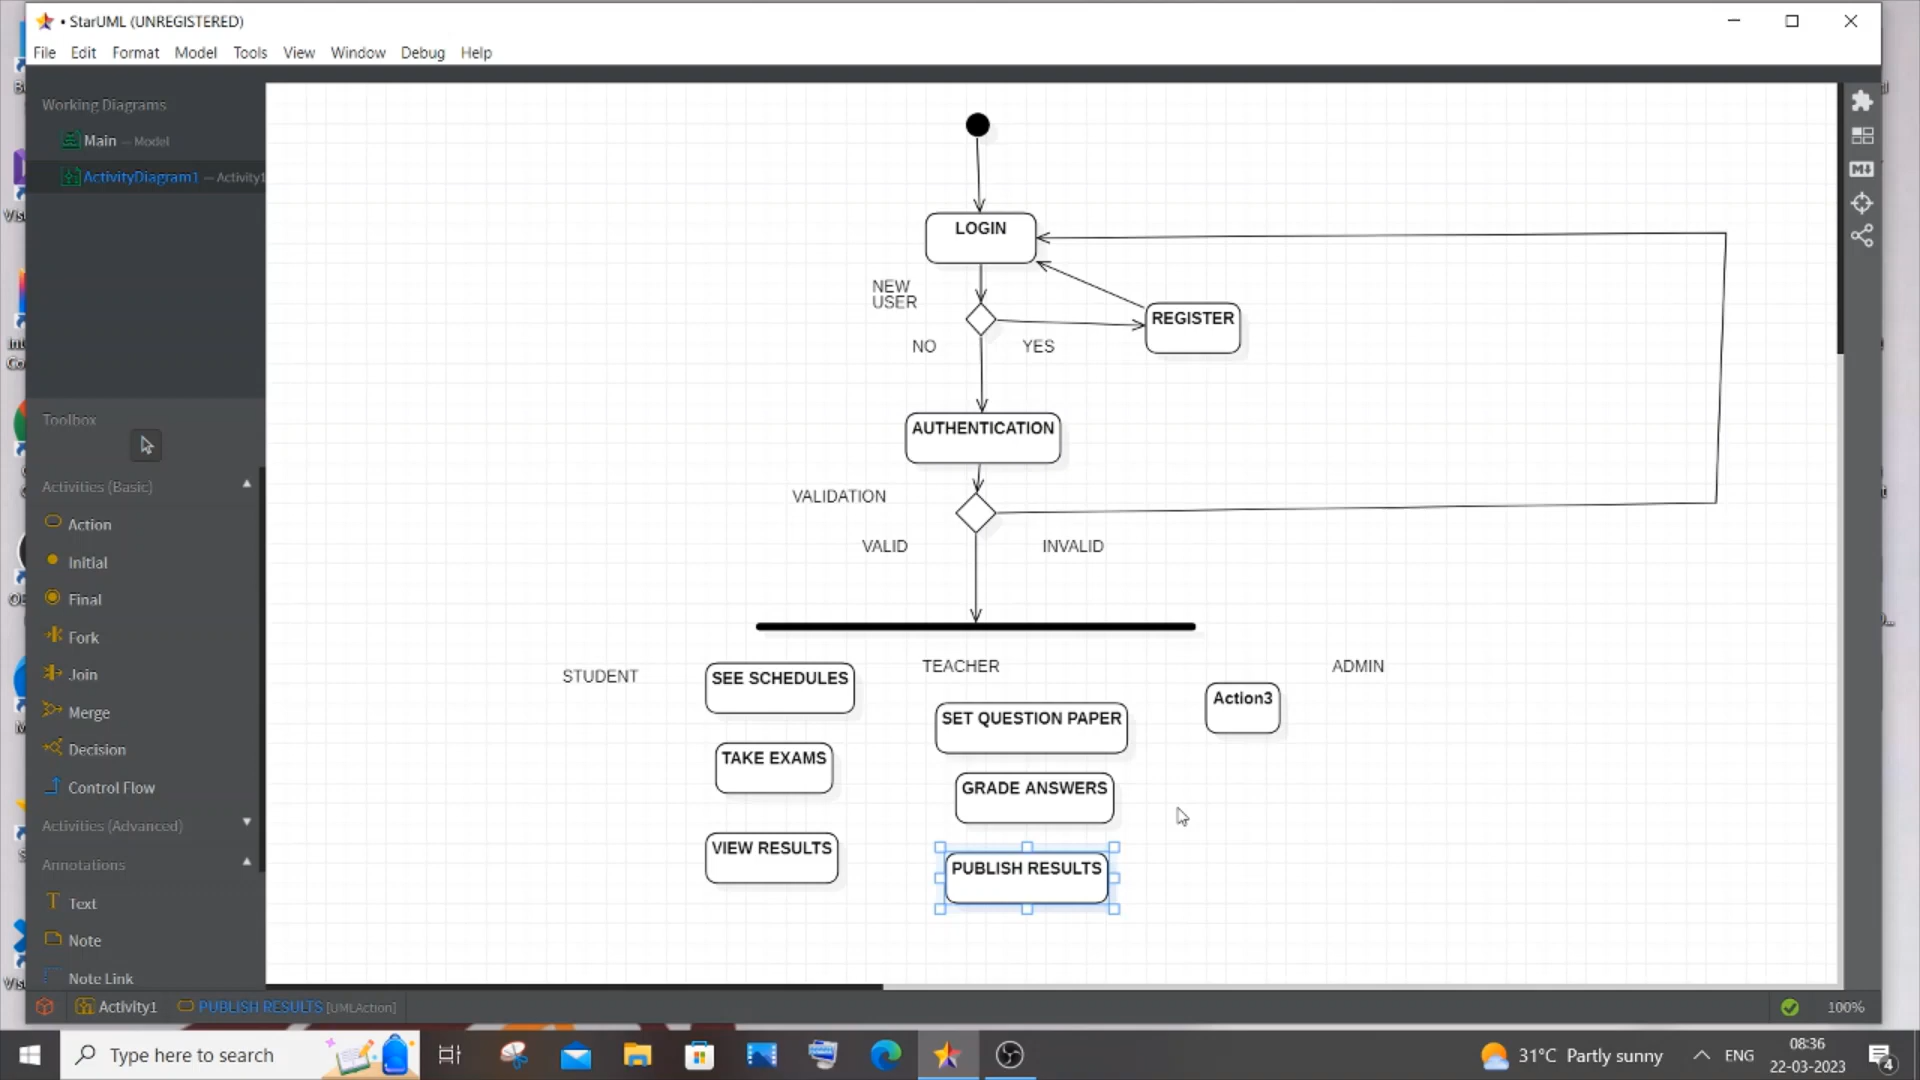 • StarUML (UNREGISTERED)
File Edit Format Model Tools View Window Debug Help
Working Diagrams
Main — Model
ActivityDiagram1 — Activity1
Toolbox
Activities (Basic)
Action
Initial
Final
Fork
Join
Merge
Decision
Control Flow
Activities (Advanced)
Annotations
Text
Note
Note Link
LOGIN
NEW
USER
REGISTER
NO
YES
AUTHENTICATION
VALIDATION
VALID
INVALID
STUDENT
SEE SCHEDULES
TEACHER
ADMIN
SET QUESTION PAPER
Action3
TAKE EXAMS
GRADE ANSWERS
VIEW RESULTS
PUBLISH RESULTS
Activity1
PUBLISH RESULTS [UMLAction]
100%
Type here to search
31°C Partly sunny
ENG
08:36
22-03-2023
4